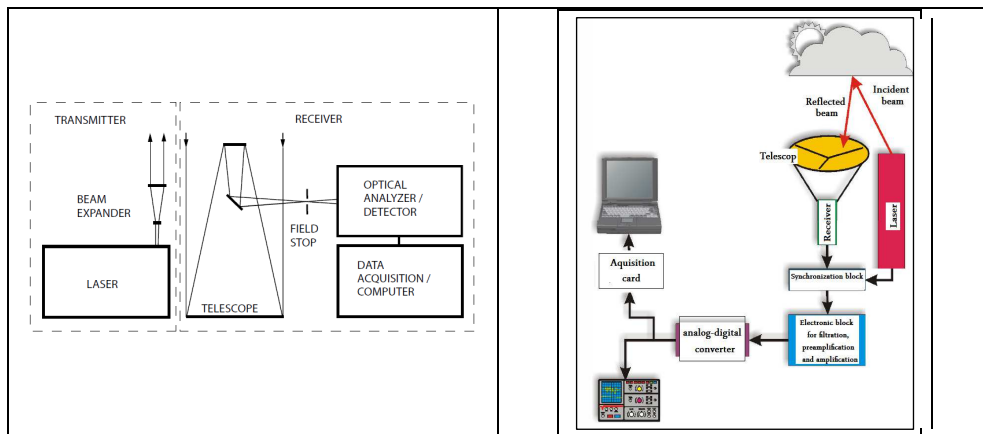 TRANSMITTER
RECEIVER
BEAM
EXPANDER
LASER
TELESCOPE
FIELD
STOP
OPTICAL
ANALYZER /
DETECTOR
DATA
ACQUISITION /
COMPUTER
Incident
beam
Reflected
beam
Telescop
Receiver
Laser
Aquisition
card
Synchronization block
Electronic block
for filtration,
preamplification
and amplification
analog-digital
converter